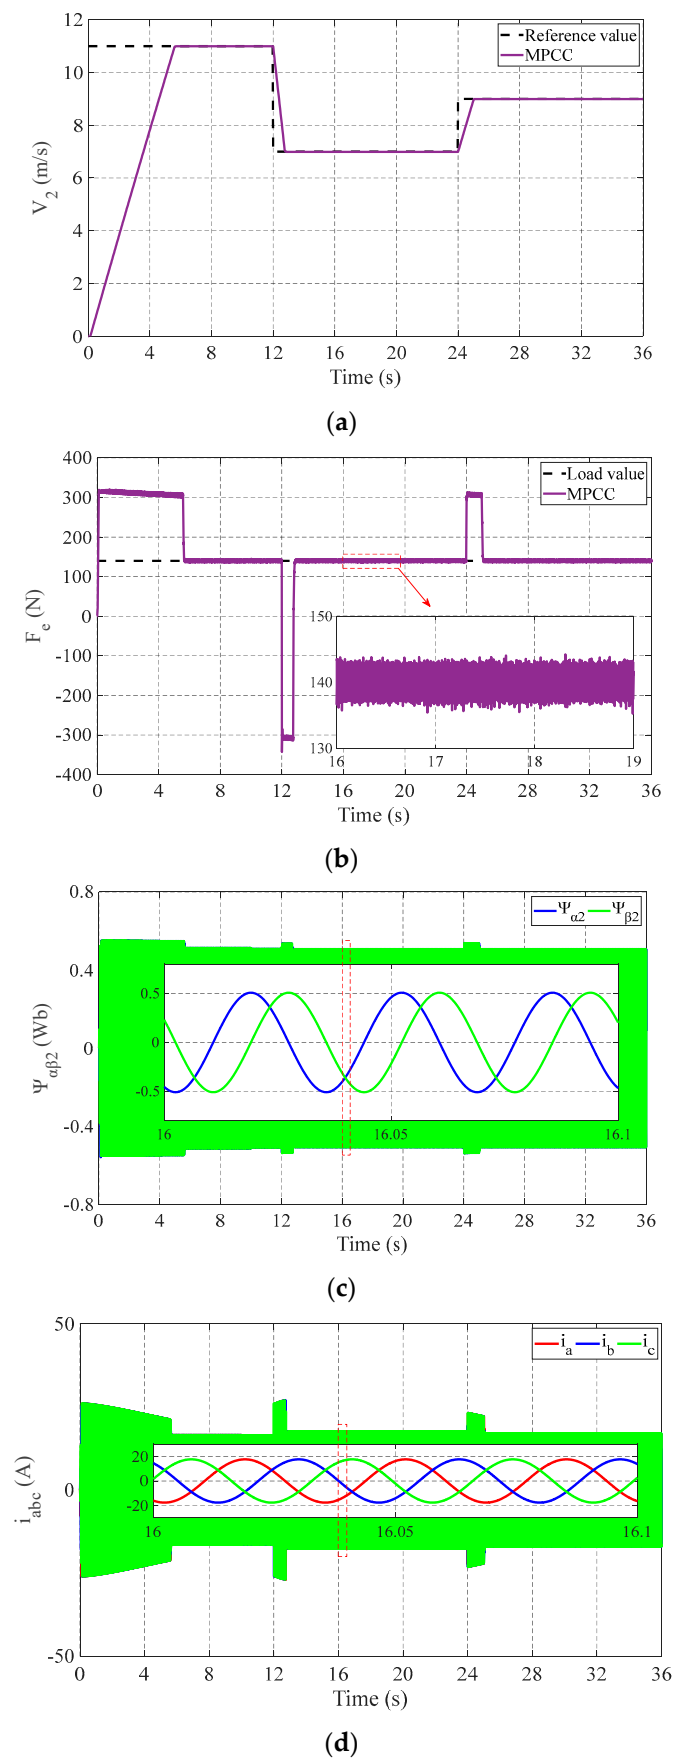 12
10
8
6
4
2
0
V2 (m/s)
Reference value
MPCC
0 4 8 12 16 20 24 28 32 36
Time (s)
(a)
400
300
200
100
0
-100
-200
-300
-400
Fe (N)
Load value
MPCC
150
140
130
16 17 18 19
0 4 8 12 16 20 24 28 32 36
Time (s)
(b)
0.8
0.4
0
-0.4
-0.8
Ψαβ2 (Wb)
Ψα2 Ψβ2
0.5
0
-0.5
16 16.05 16.1
0 4 8 12 16 20 24 28 32 36
Time (s)
(c)
50
0
-50
iabc (A)
ia ib ic
20
0
-20
16 16.05 16.1
0 4 8 12 16 20 24 28 32 36
Time (s)
(d)